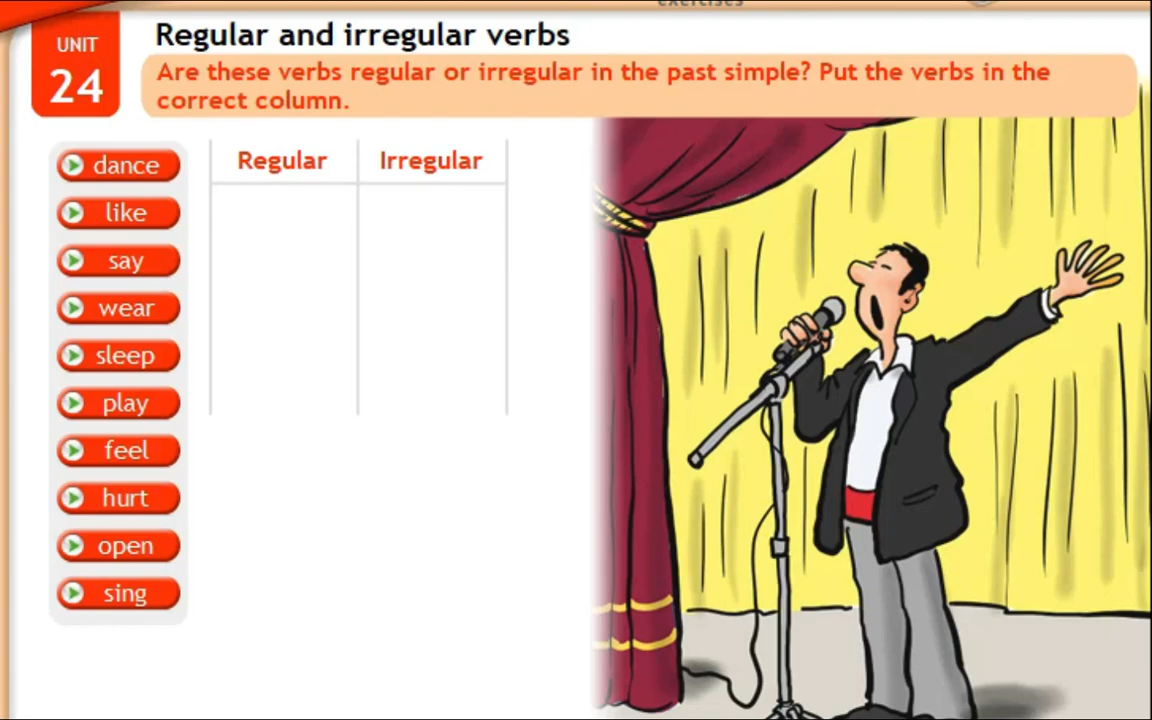 exercises
UNIT
24
Regular and irregular verbs
Are these verbs regular or irregular in the past simple? Put the verbs in the
correct column.
Regular Irregular
dance
like
say
wear
sleep
play
feel
hurt
open
sing